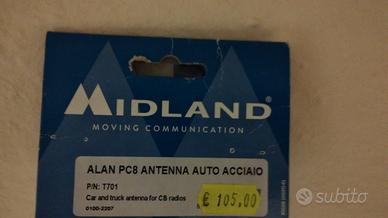 MIDLAND®
MOVING COMMUNICATION
ALAN PC8 ANTENNA AUTO ACCIAIO
P/N: T701
Car and truck antenna for CB radios
0100-2207
€ 105,00
subito